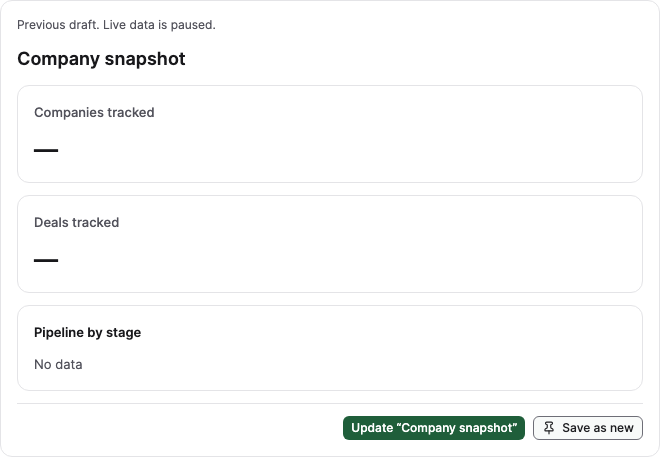 Previous draft. Live data is paused.
Company snapshot
Companies tracked
—
Deals tracked
—
Pipeline by stage
No data
Update “Company snapshot”
Save as new